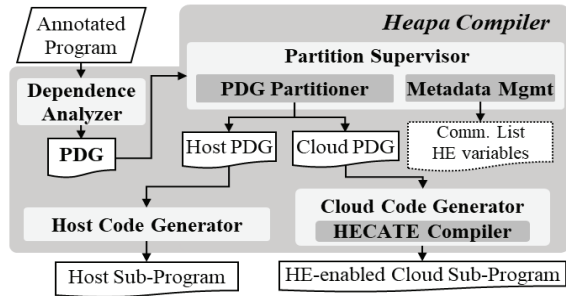 Annotated
Program
Heapa Compiler
Partition Supervisor
Dependence
Analyzer
PDG Partitioner
Metadata Mgmt
PDG
Host PDG
Cloud PDG
Comm. List
HE variables
Host Code Generator
Cloud Code Generator
HECATE Compiler
Host Sub-Program
HE-enabled Cloud Sub-Program